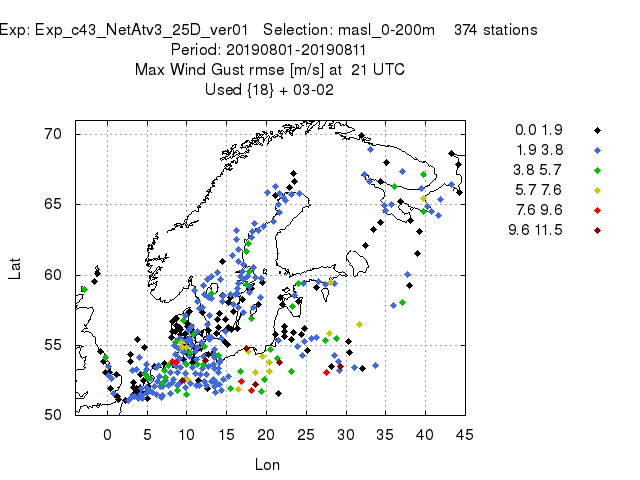 Exp: Exp_c43_NetAtv3_25D_ver01 Selection: masl_0-200m 374 stations
Period: 20190801-20190811
Max Wind Gust rmse [m/s] at 21 UTC
Used {18} + 03-02
70
65
60
55
50
Lat
0 5 10 15 20 25 30 35 40 45
Lon
0.0 1.9
1.9 3.8
3.8 5.7
5.7 7.6
7.6 9.6
9.6 11.5